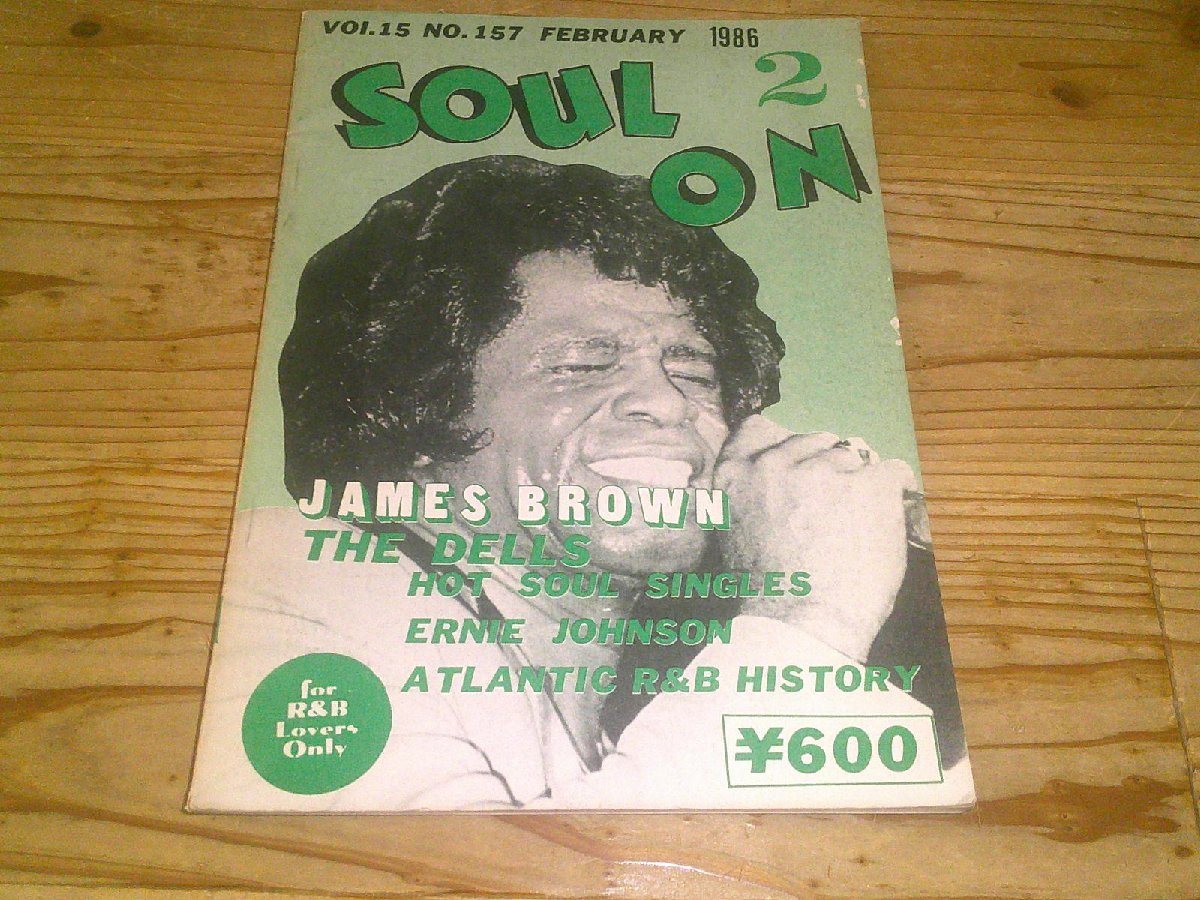 VOl.15 NO.157 FEBRUARY 1986
2
SOUL
ON
JAMES BROWN
THE DELLS
HOT SOUL SINGLES
ERNIE JOHNSON
ATLANTIC R&B HISTORY
for
R&B
Lovers
Only
¥600